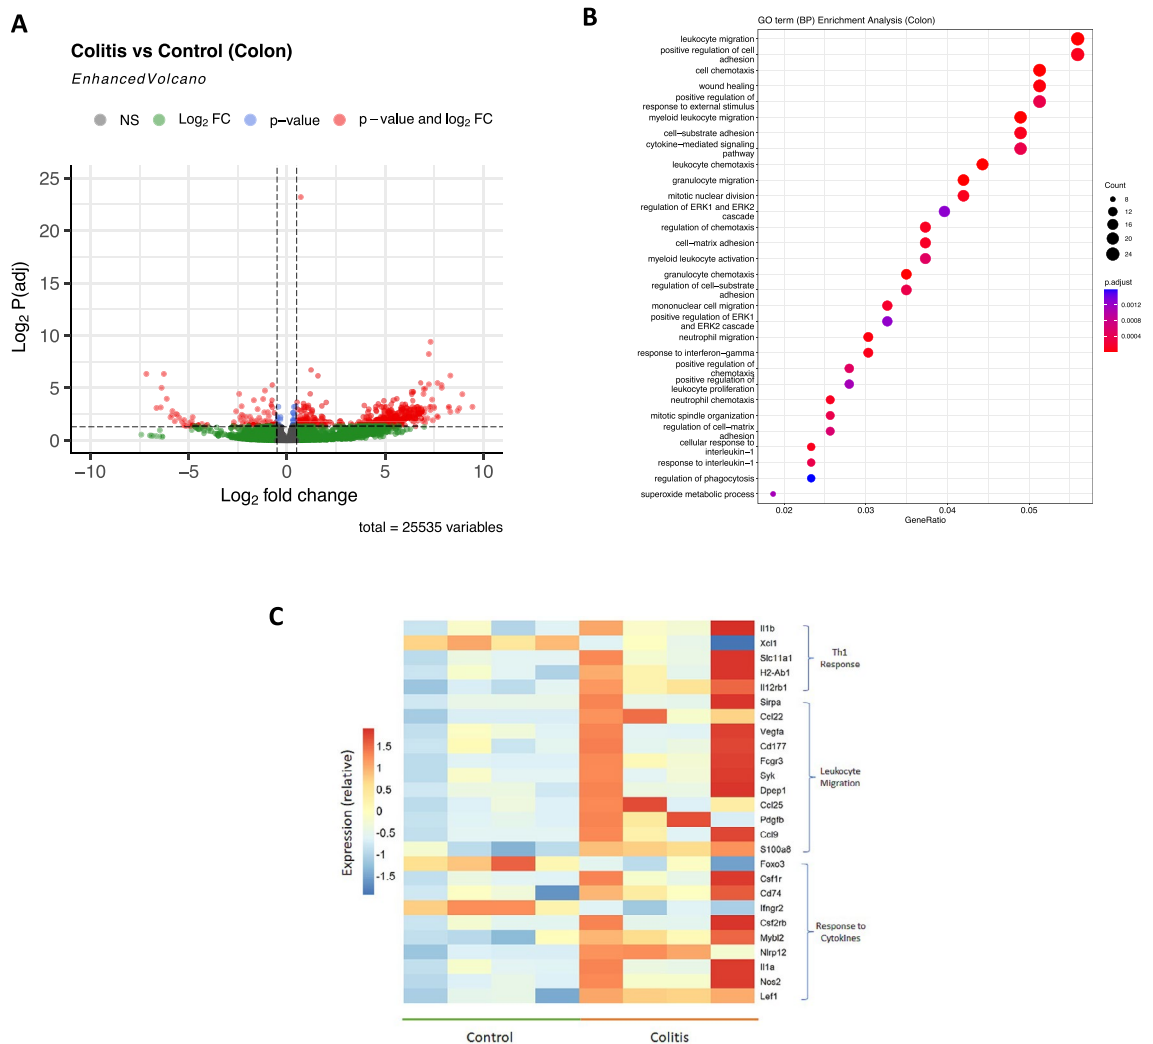 A
Colitis vs Control (Colon)
EnhancedVolcano
NS
Log2 FC
p−value
p − value and log2 FC
25
20
15
10
5
0
Log2 P(adj)
−10
−5
0
5
10
Log2 fold change
total = 25535 variables
B
GO term (BP) Enrichment Analysis (Colon)
leukocyte migration
positive regulation of cell
adhesion
cell chemotaxis
wound healing
positive regulation of
response to external stimulus
myeloid leukocyte migration
cell−substrate adhesion
cytokine−mediated signaling
pathway
leukocyte chemotaxis
granulocyte migration
mitotic nuclear division
regulation of ERK1 and ERK2
cascade
regulation of chemotaxis
cell−matrix adhesion
myeloid leukocyte activation
granulocyte chemotaxis
regulation of cell−substrate
adhesion
mononuclear cell migration
positive regulation of ERK1
and ERK2 cascade
neutrophil migration
response to interferon−gamma
positive regulation of
chemotaxis
positive regulation of
leukocyte proliferation
neutrophil chemotaxis
mitotic spindle organization
regulation of cell−matrix
adhesion
cellular response to
interleukin−1
response to interleukin−1
regulation of phagocytosis
superoxide metabolic process
0.02
0.03
0.04
0.05
GeneRatio
Count
8
12
16
20
24
p.adjust
0.0012
0.0008
0.0004
C
Expression (relative)
1.5
1
0.5
0
-0.5
-1
-1.5
Il1b
Xcl1
Slc11a1
H2-Ab1
Il12rb1
Sirpa
Ccl22
Vegfa
Cd177
Fcgr3
Syk
Dpep1
Ccl25
Pdgfb
Ccl9
S100a8
Foxo3
Csf1r
Cd74
Ifngr2
Csf2rb
Mybl2
Nlrp12
Il1a
Nos2
Lef1
Th1
Response
Leukocyte
Migration
Response to
Cytokines
Control
Colitis